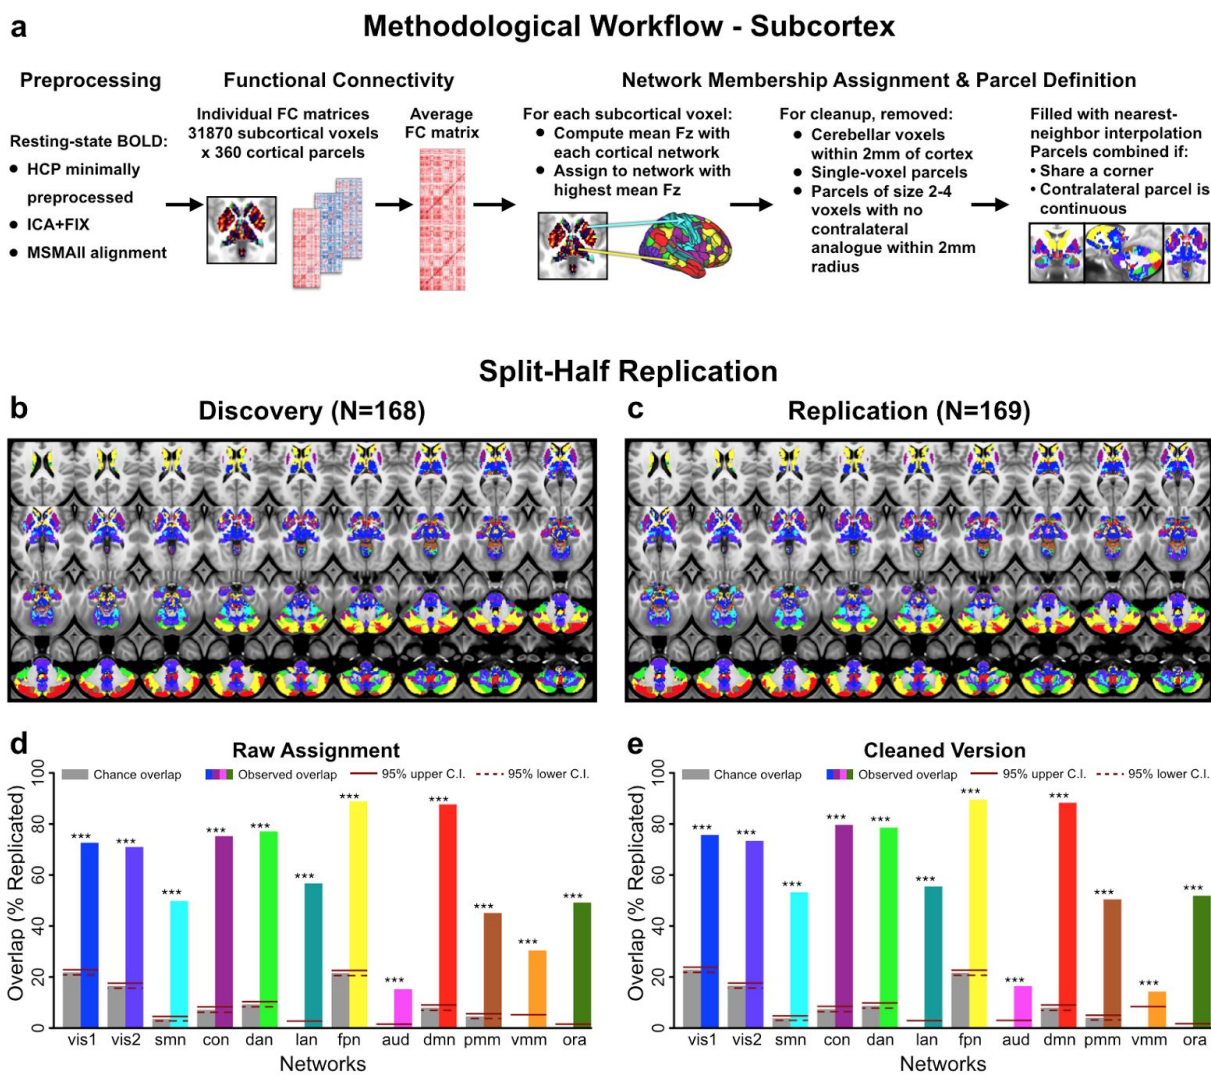 a
Methodological Workflow - Subcortex
Preprocessing
Resting-state BOLD:
● HCP minimally
preprocessed
● ICA+FIX
● MSMAII alignment
Functional Connectivity
Individual FC matrices
31870 subcortical voxels
x 360 cortical parcels
Average
FC matrix
Network Membership Assignment & Parcel Definition
For each subcortical voxel:
● Compute mean Fz with
each cortical network
● Assign to network with
highest mean Fz
For cleanup, removed:
● Cerebellar voxels
within 2mm of cortex
● Single-voxel parcels
● Parcels of size 2-4
voxels with no
contralateral
analogue within 2mm
radius
Filled with nearest-
neighbor interpolation
Parcels combined if:
• Share a corner
• Contralateral parcel is
continuous
Split-Half Replication
b
Discovery (N=168)
c
Replication (N=169)
d
Raw Assignment
Chance overlap
Observed overlap
95% upper C.I.
95% lower C.I.
Overlap (% Replicated)
100
80
60
40
20
0
***
***
***
***
***
***
***
***
***
***
***
***
vis1 vis2 smn con dan lan fpn aud dmn pmm vmm ora
Networks
e
Cleaned Version
Chance overlap
Observed overlap
95% upper C.I.
95% lower C.I.
Overlap (% Replicated)
100
80
60
40
20
0
***
***
***
***
***
***
***
***
***
***
***
***
vis1 vis2 smn con dan lan fpn aud dmn pmm vmm ora
Networks